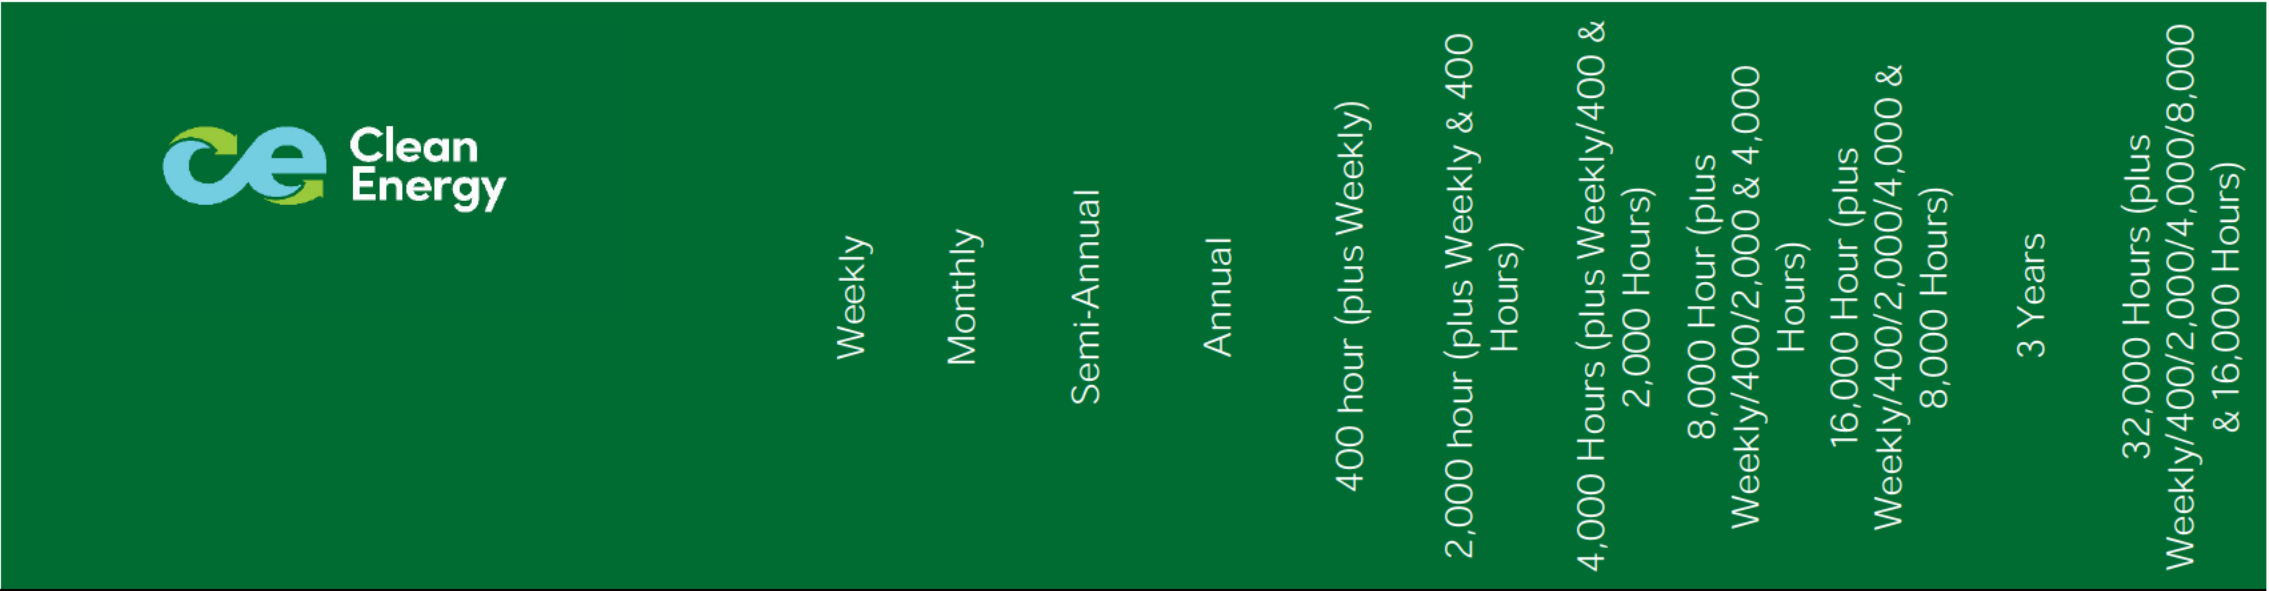 Clean
Energy
Weekly
Monthly
Semi-Annual
Annual
400 hour (plus Weekly)
2,000 hour (plus Weekly & 400
Hours)
4,000 Hours (plus Weekly/400 &
2,000 Hours)
8,000 Hour (plus
Weekly/400/2,000 & 4,000
Hours)
16,000 Hour (plus
Weekly/400/2,000/4,000 &
8,000 Hours)
3 Years
32,000 Hours (plus
Weekly/400/2,000/4,000/8,000
& 16,000 Hours)